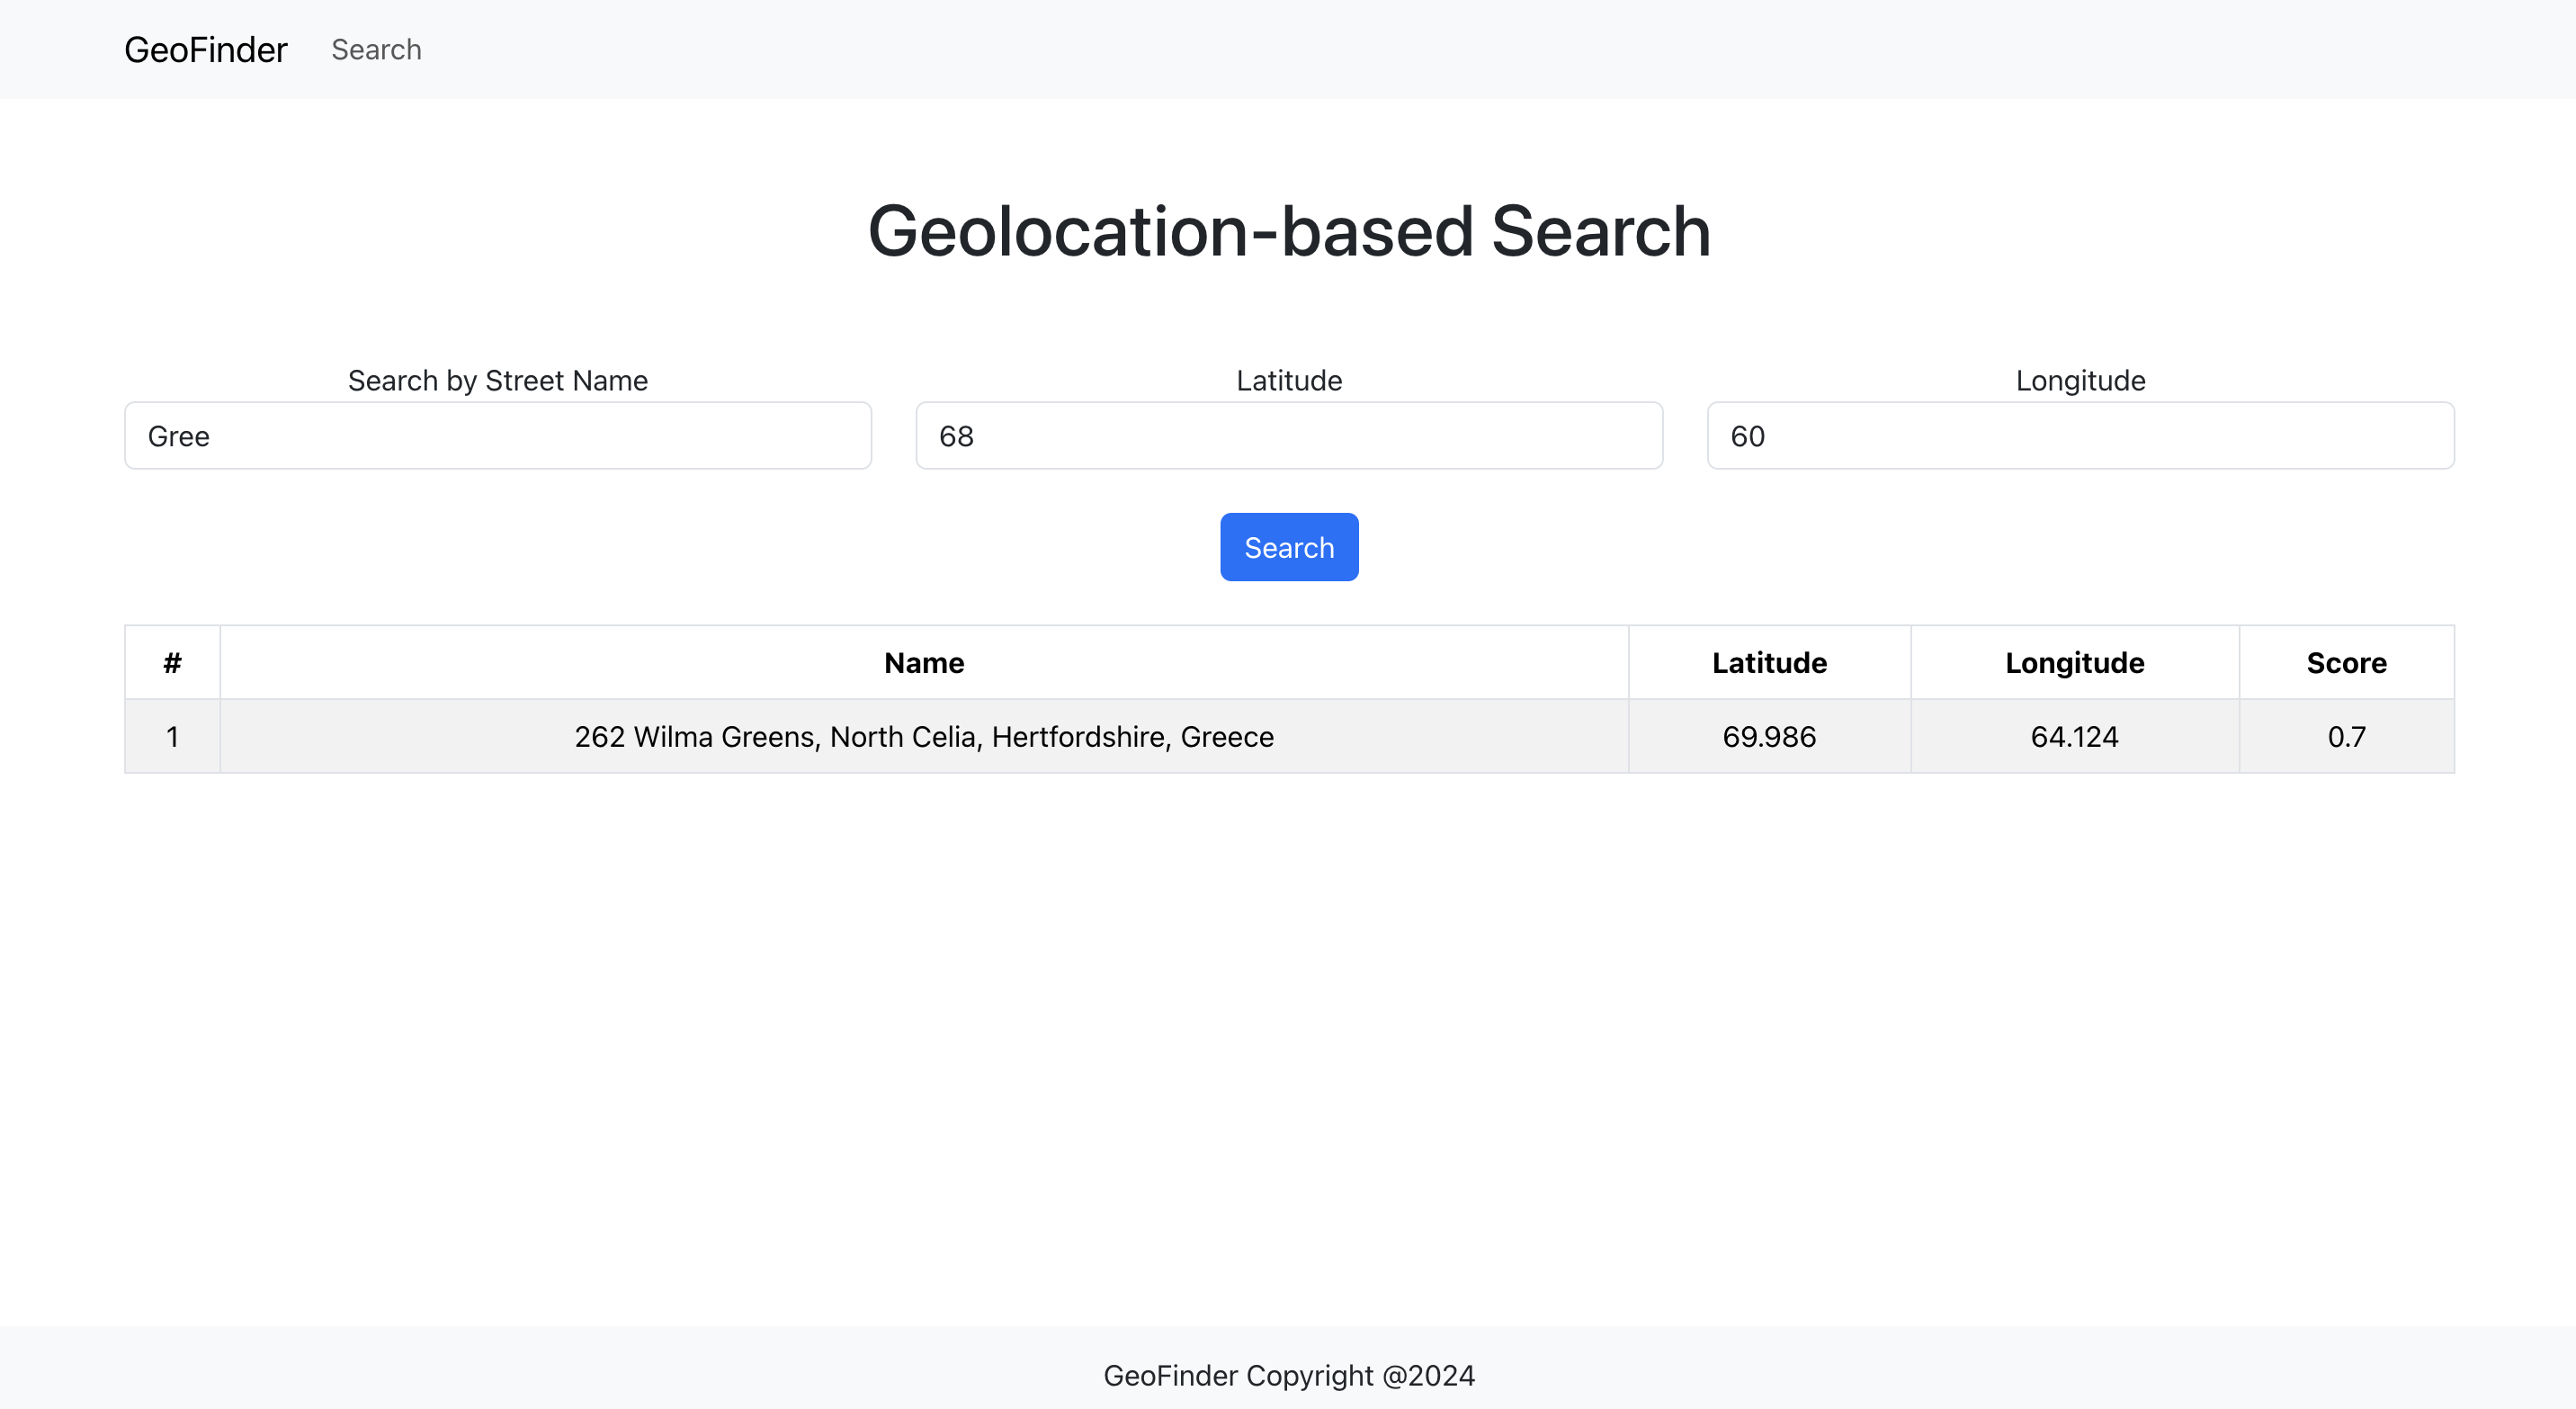 GeoFinder Search
Geolocation-based Search
Search by Street Name Latitude Longitude
Gree 68 60
Search
# Name Latitude Longitude Score
1 262 Wilma Greens, North Celia, Hertfordshire, Greece 69.986 64.124 0.7
GeoFinder Copyright @2024